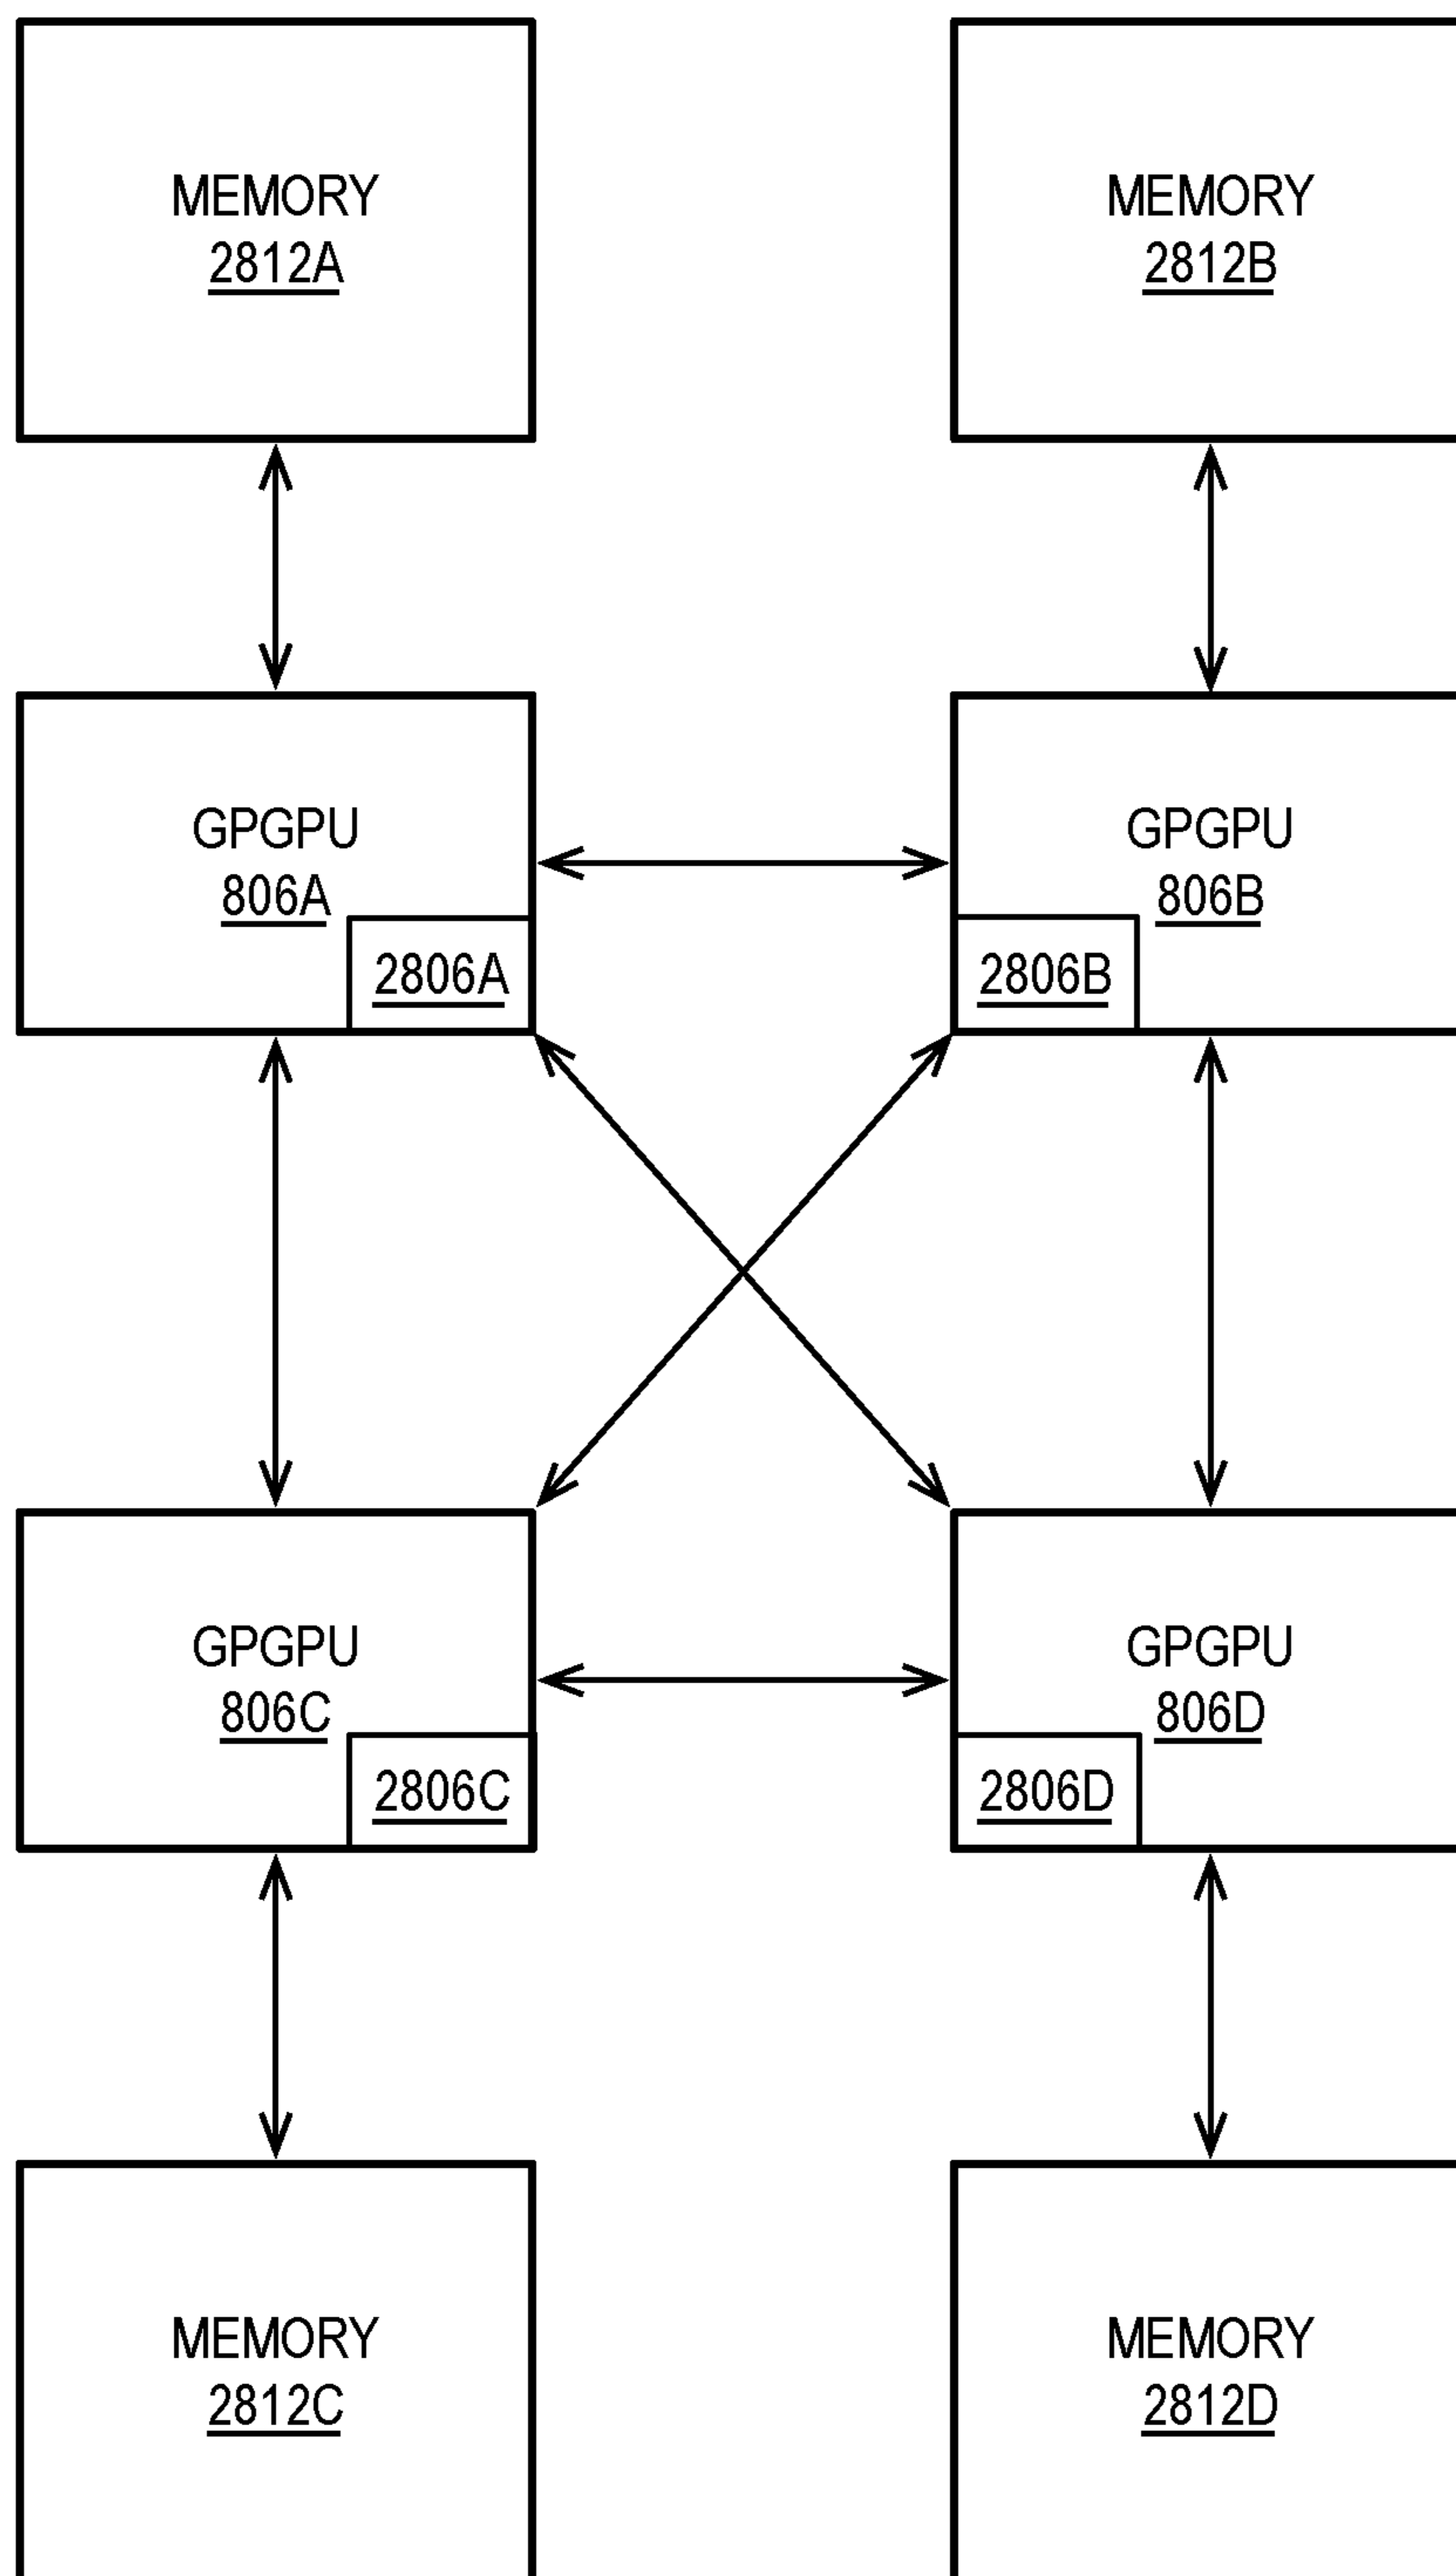 MEMORY
2812A
MEMORY
2812B
GPGPU
806A
2806A
GPGPU
806B
2806B
GPGPU
806C
2806C
GPGPU
806D
2806D
MEMORY
2812C
MEMORY
2812D